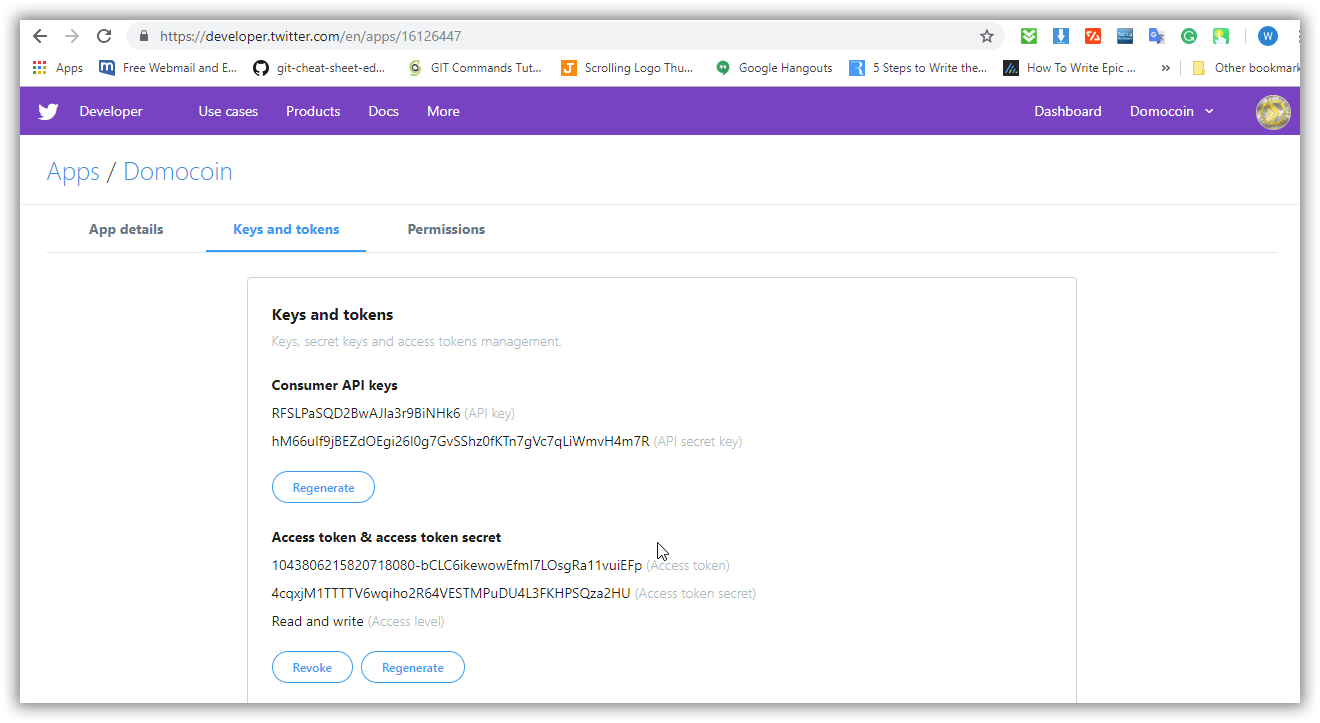 https://developer.twitter.com/en/apps/16126447
W
Apps Free Webmail and E... git-cheat-sheet-ed... GIT Commands Tut... Scrolling Logo Thu... Google Hangouts 5 Steps to Write the... How To Write Epic ... » Other bookmark
Developer Use cases Products Docs More Dashboard Domocoin
Apps / Domocoin
App details Keys and tokens Permissions
Keys and tokens
Keys, secret keys and access tokens management.
Consumer API keys
(API key)
(API secret key)
Regenerate
Access token & access token secret
(Access token)
4cqxjM1TTTTV6wqiho2R64VESTMPuDU4L3FKHPSQza2HU (Access token secret)
Read and write (Access level)
Revoke Regenerate